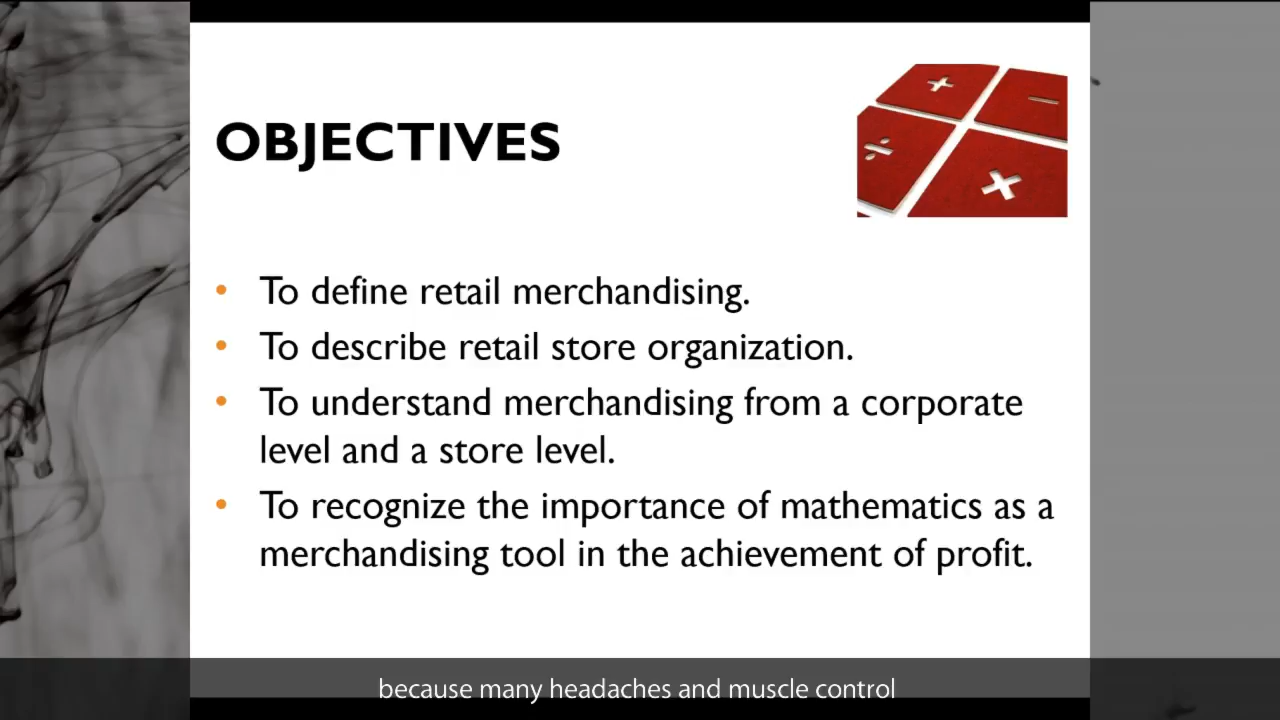 OBJECTIVES
• To define retail merchandising.
• To describe retail store organization.
• To understand merchandising from a corporate
level and a store level.
• To recognize the importance of mathematics as a
merchandising tool in the achievement of profit.
because many headaches and muscle control